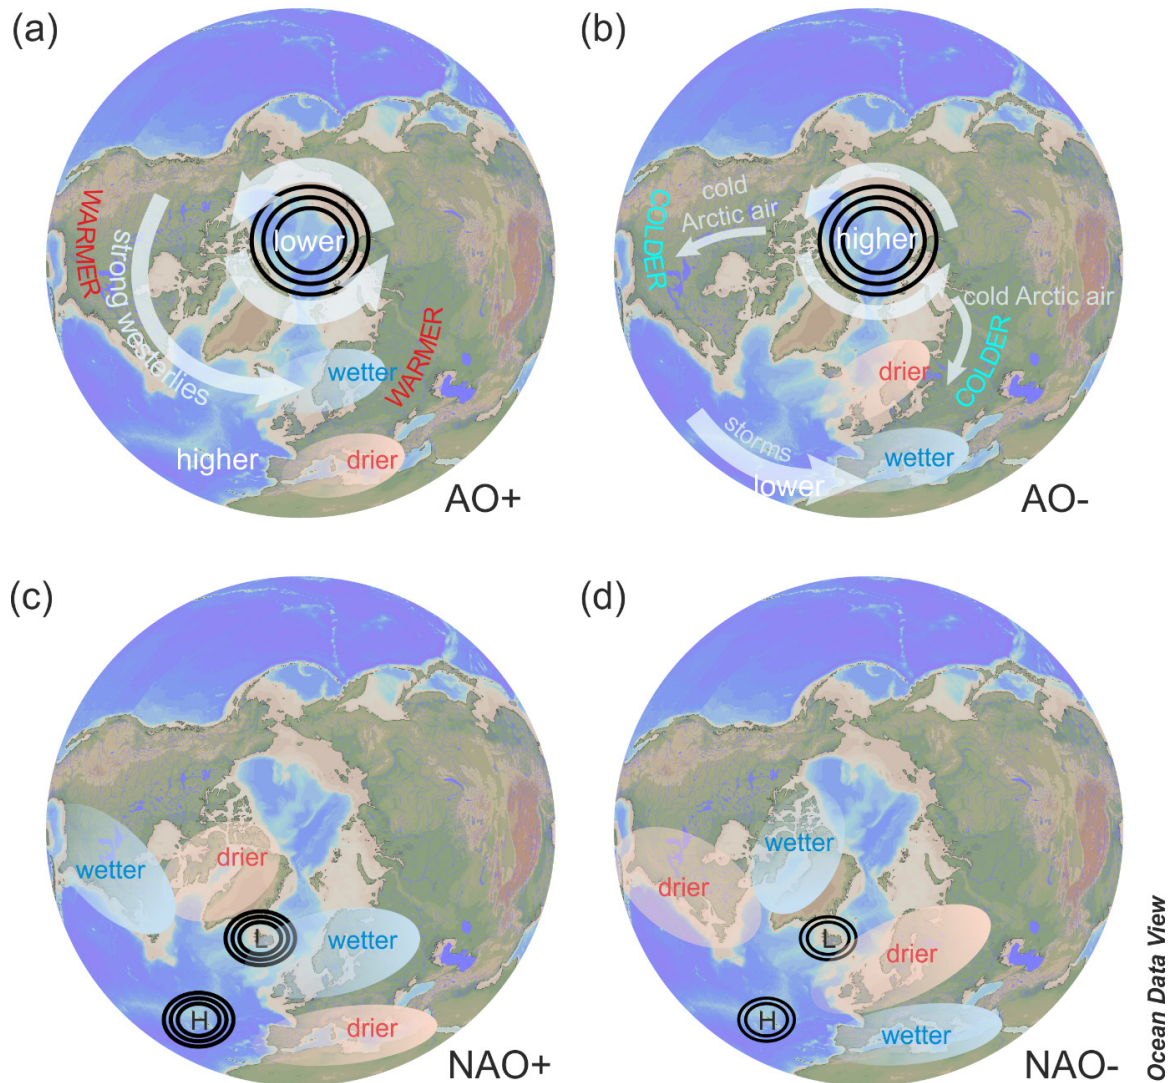 (a)
WARMER
strong westerlies
lower
wetter
WARMER
higher
drier
AO+
(b)
COLDER
cold
Arctic air
higher
cold Arctic air
COLDER
drier
storms
lower
wetter
AO-
(c)
wetter
drier
L
wetter
H
drier
NAO+
(d)
drier
wetter
L
drier
H
wetter
NAO-
Ocean Data View